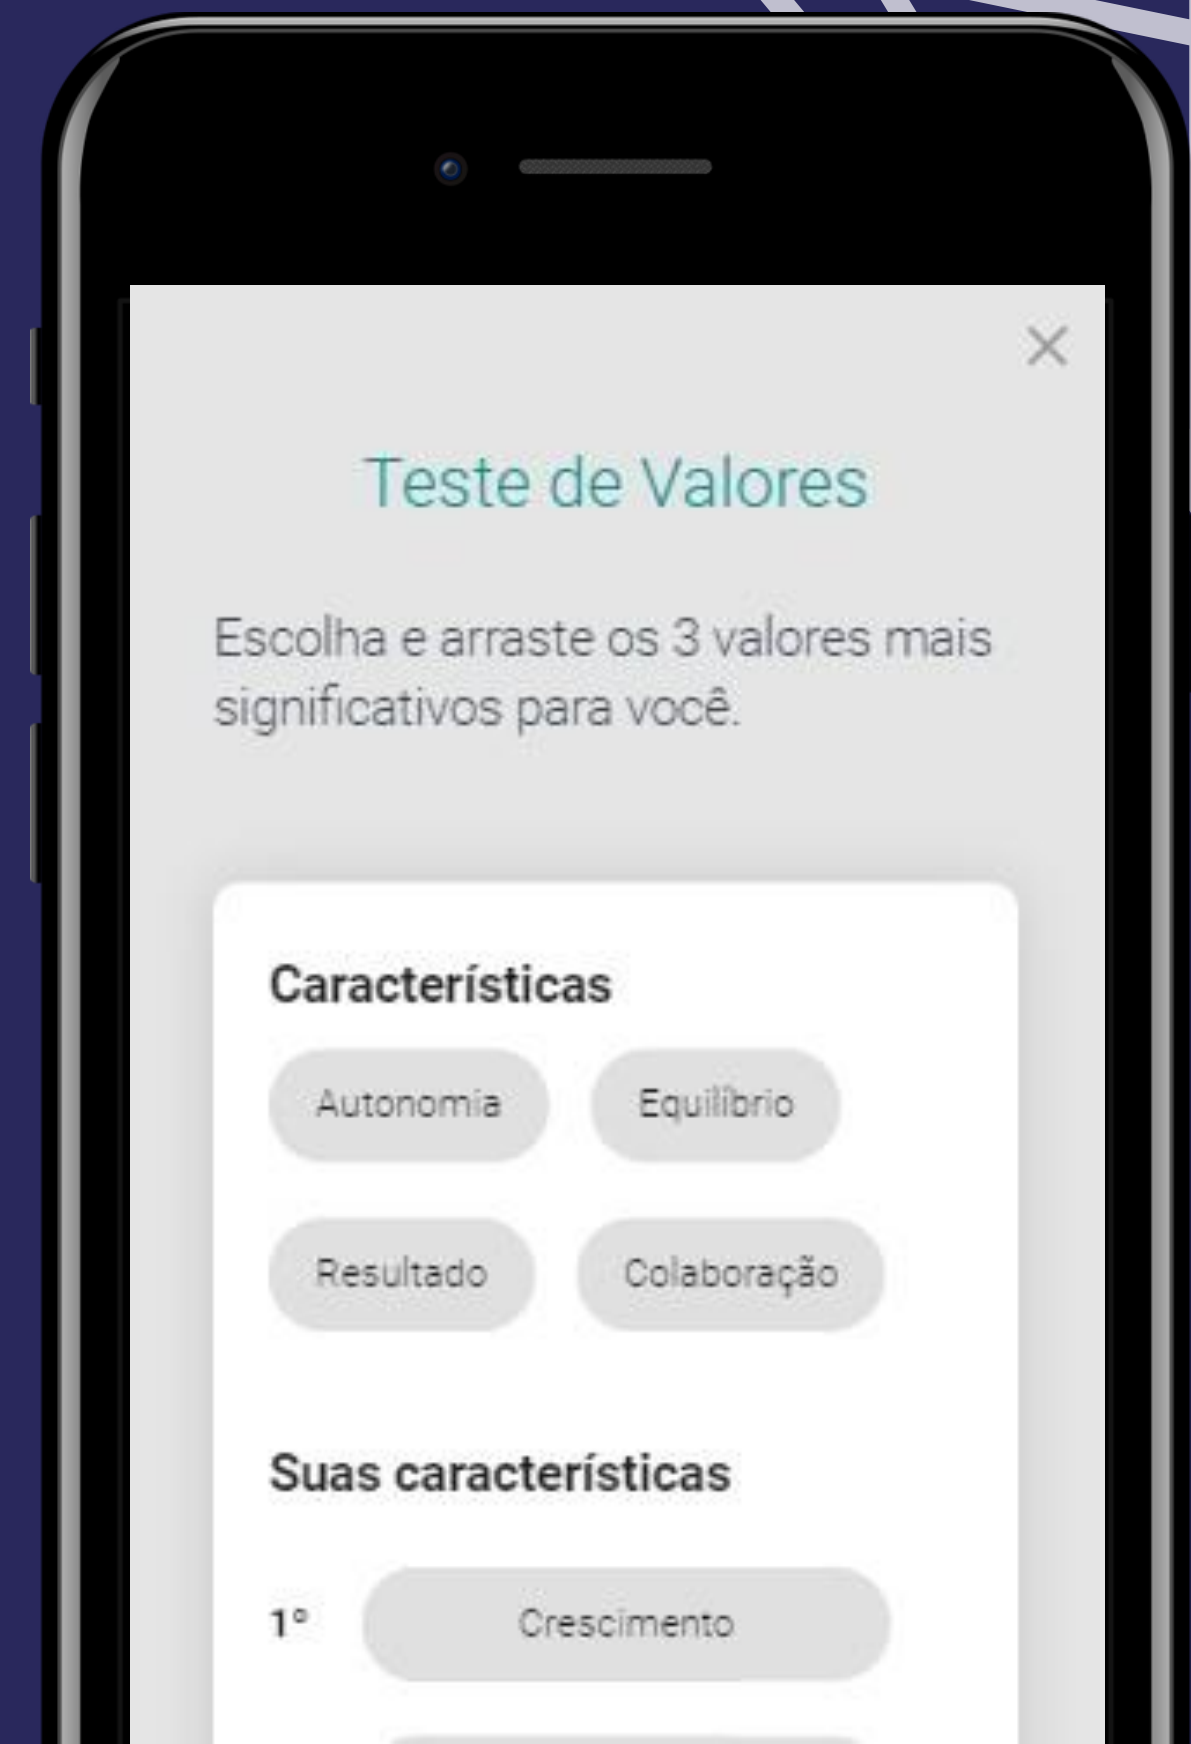 Teste de Valores
Escolha e arraste os 3 valores mais
significativos para você.
Características
Autonomia
Equilíbrio
Resultado
Colaboração
Suas características
1º
Crescimento